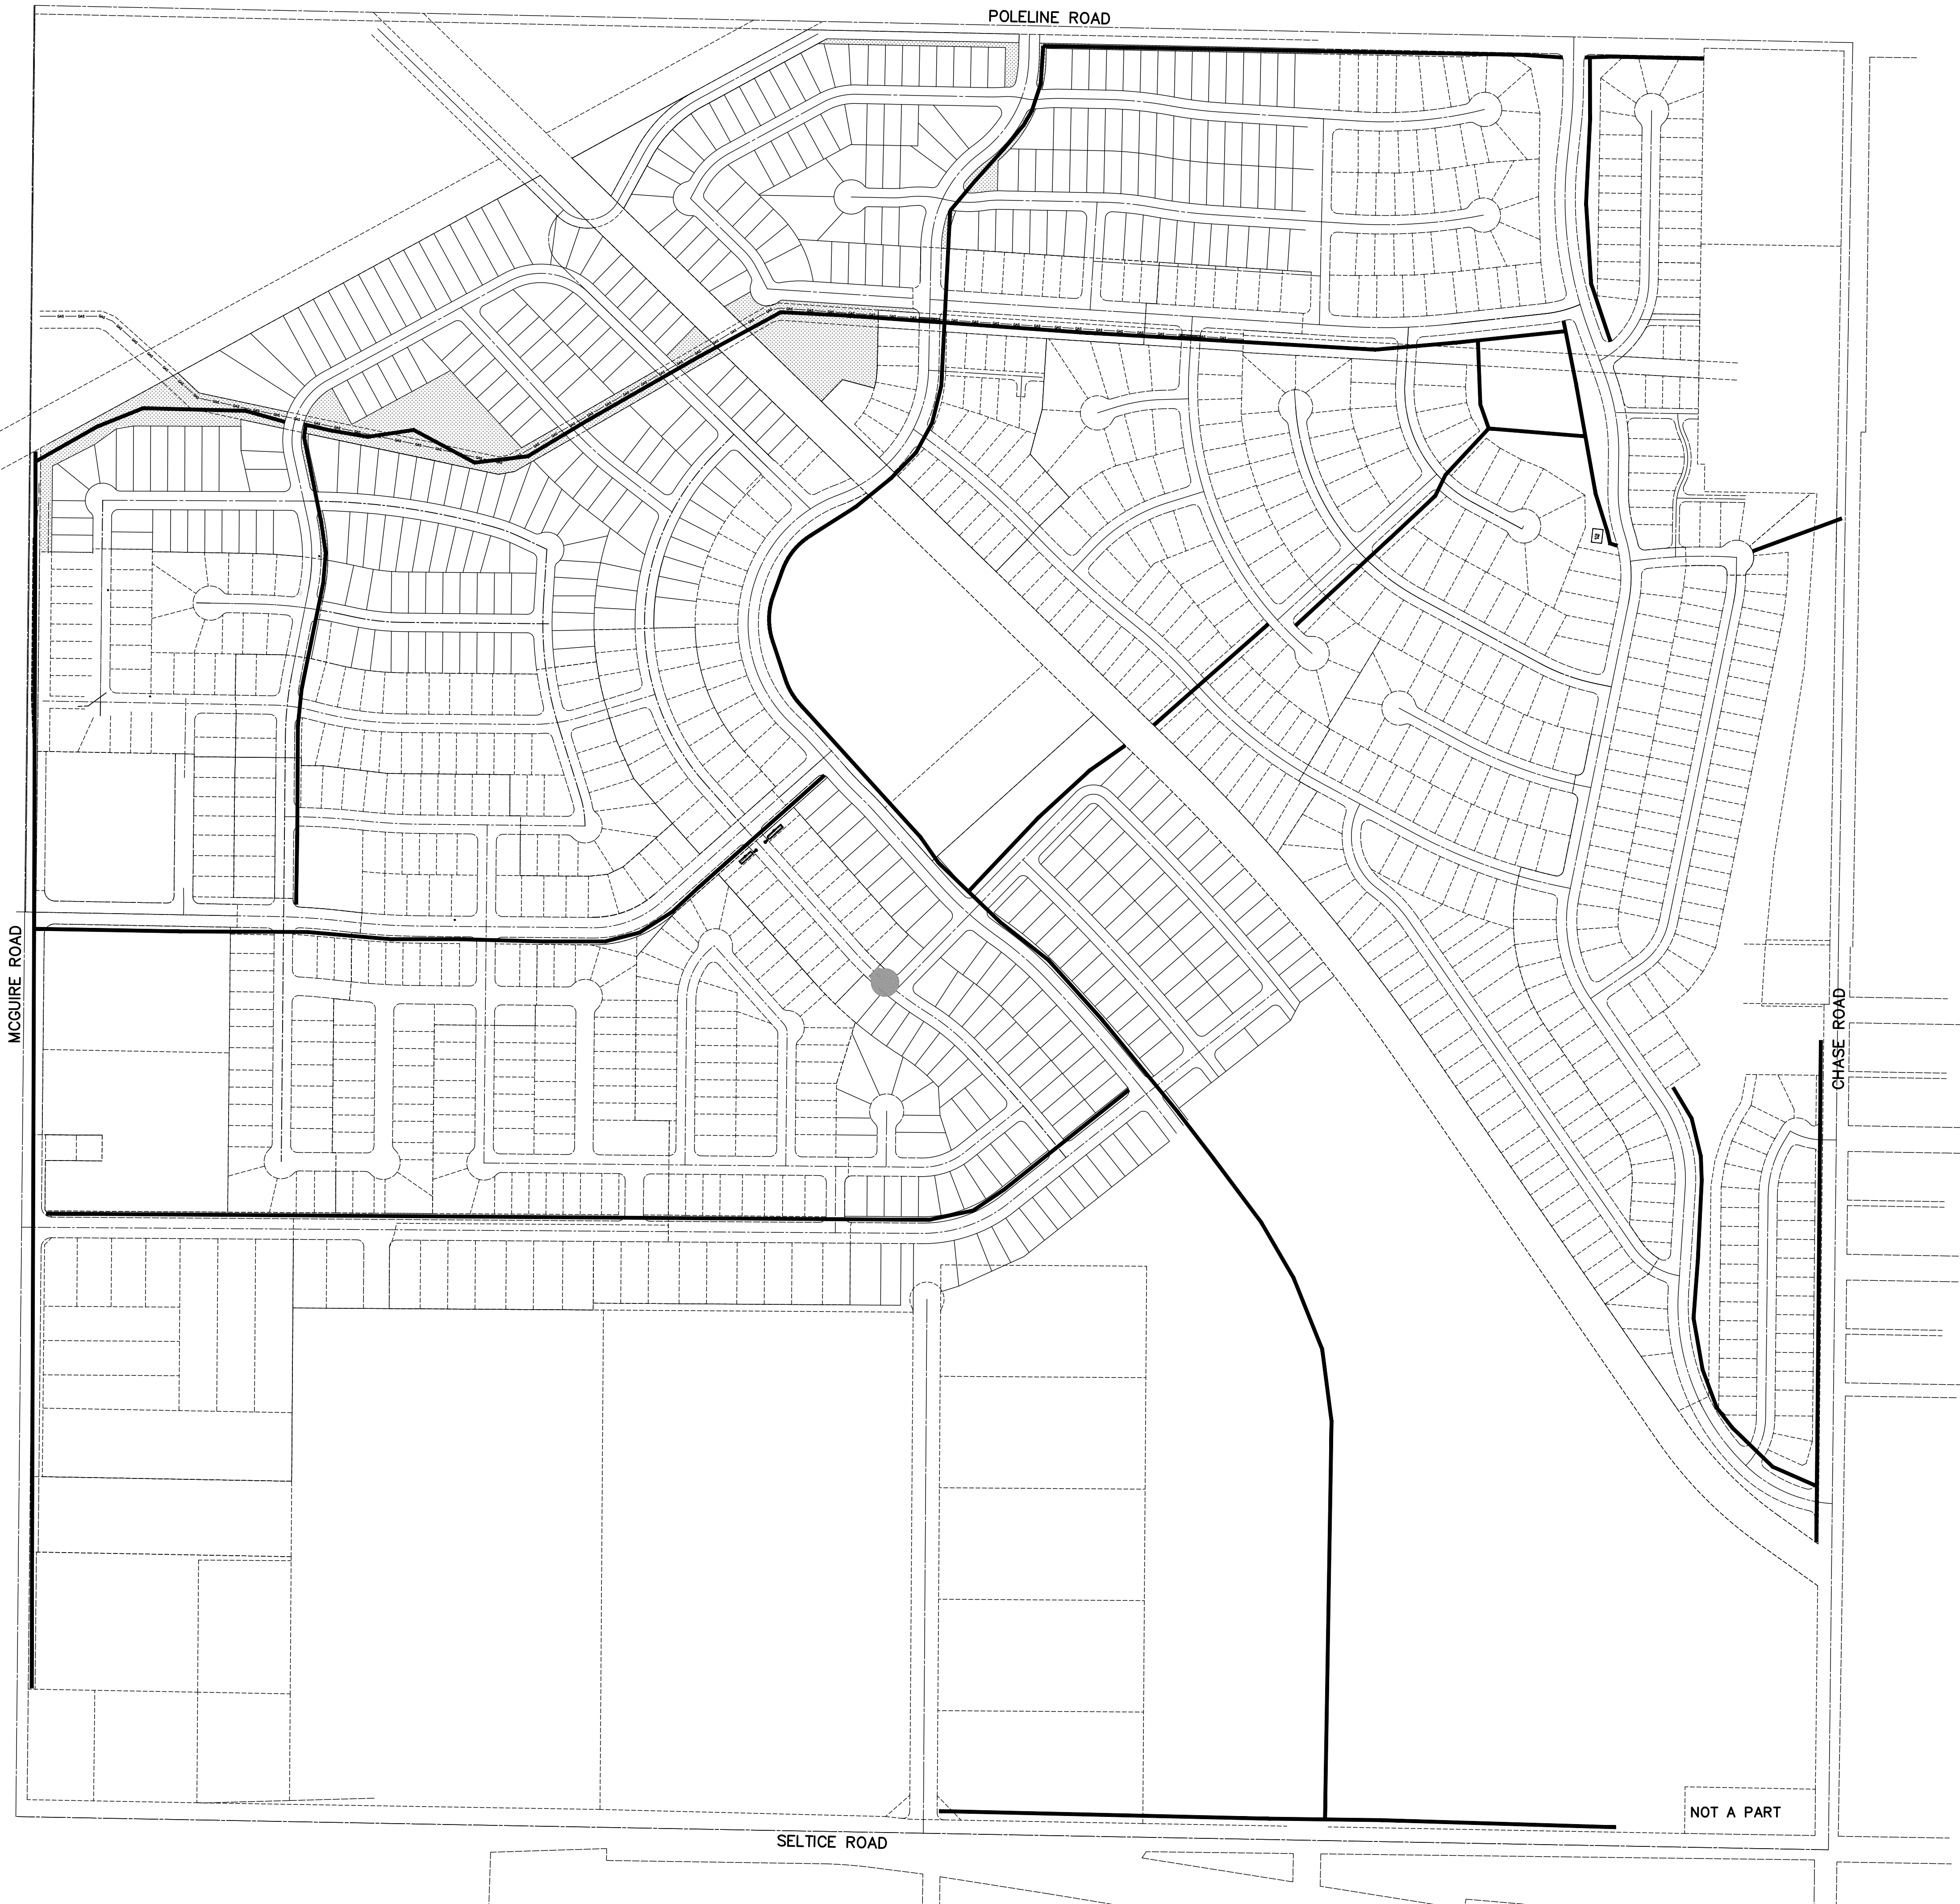 POLELINE ROAD
MCGUIRE ROAD
CHASE ROAD
NOT A PART
SELTICE ROAD